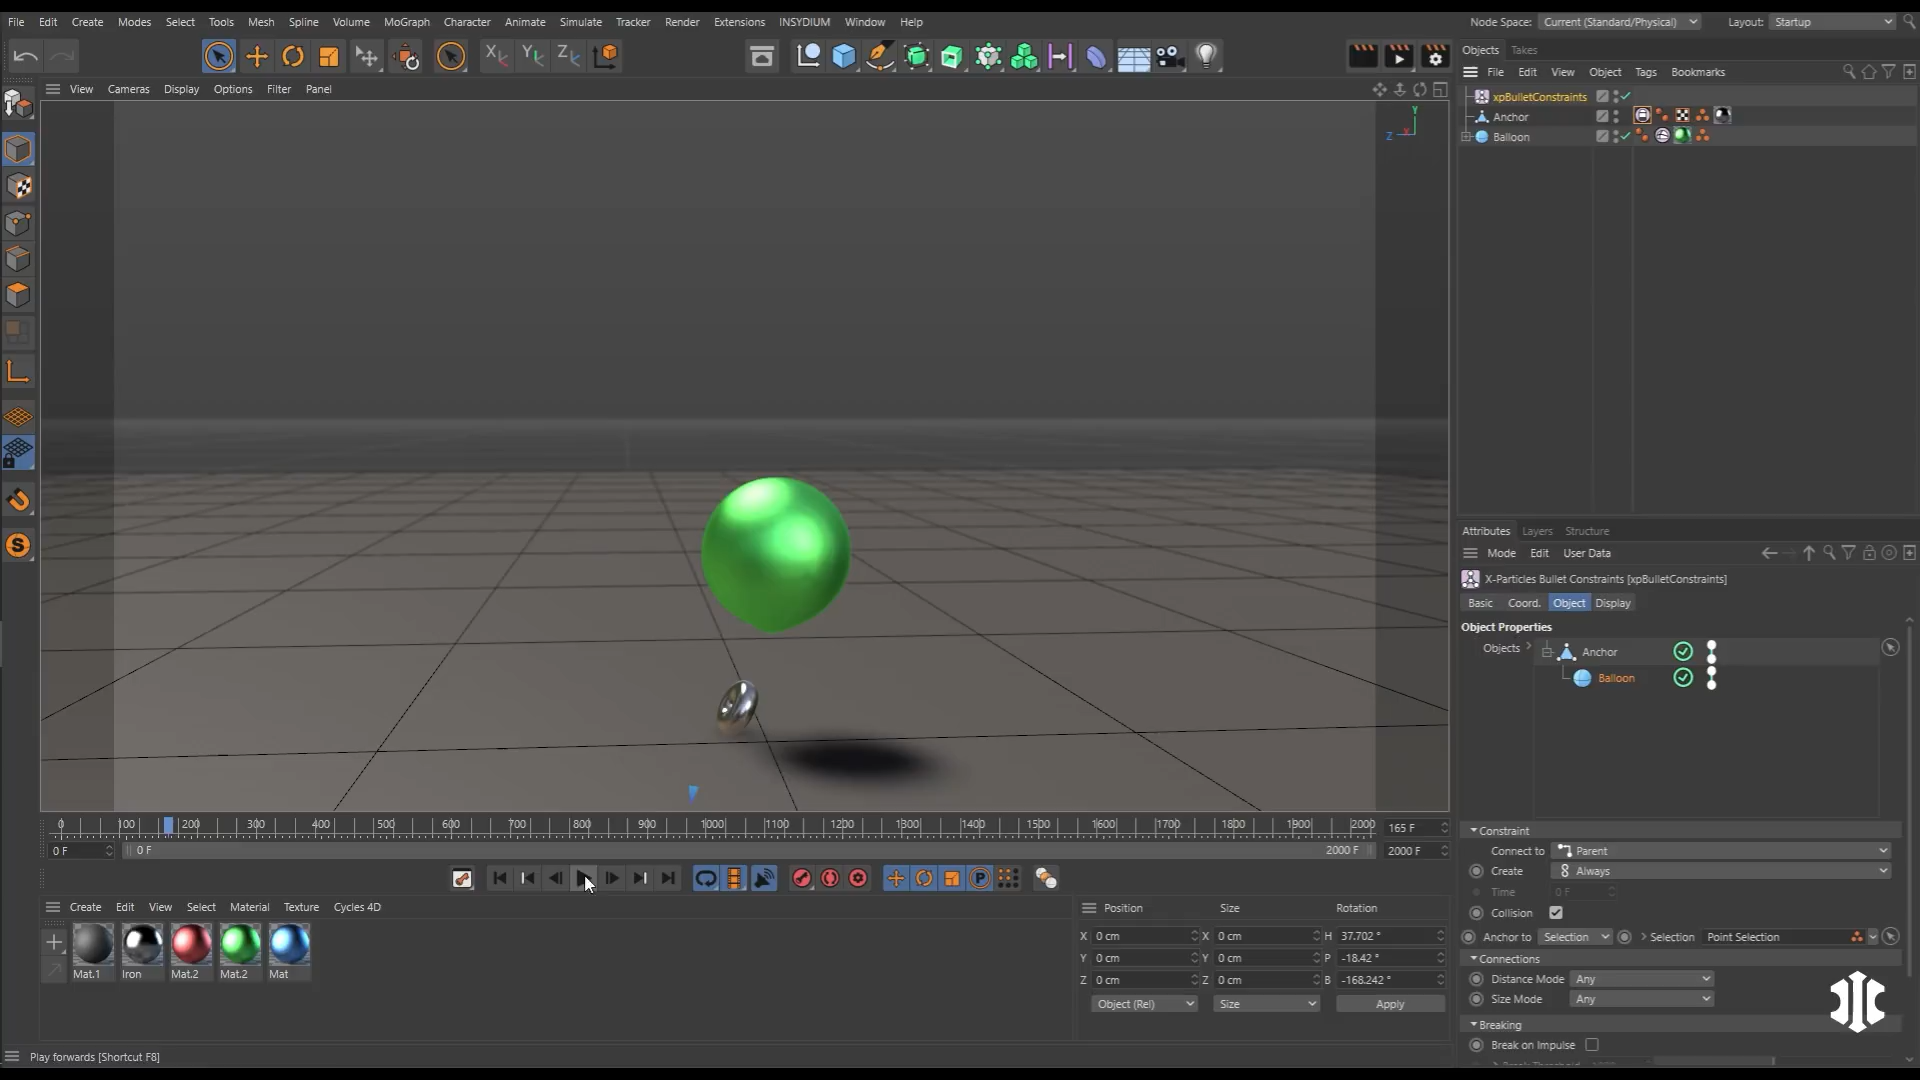 File Edit Create Modes Select Tools Mesh Spline Volume MoGraph Character Animate Simulate Tracker Render Extensions INSYDIUM Window Help
Node Space: Current (Standard/Physical) Layout: Startup
X Y Z
Objects Takes
File Edit View Object Tags Bookmarks
xpBulletConstraints
Anchor
Balloon
View Cameras Display Options Filter Panel
Y
Z X
Attributes Layers Structure
Mode Edit User Data
X-Particles Bullet Constraints [xpBulletConstraints]
Basic Coord. Object Display
Object Properties
Objects Anchor
Balloon
Constraint
Connect to Parent
Create Always
Time 0 F
Collision
Anchor to Selection Selection Point Selection
Connections
Distance Mode Any
Size Mode Any
Breaking
Break on Impulse
0 100 200 300 400 500 600 700 800 900 1000 1100 1200 1300 1400 1500 1600 1700 1800 1900 2000 165 F
0 F 0 F 2000 F 2000 F
P
Create Edit View Select Material Texture Cycles 4D
Mat.1 Iron Mat.2 Mat.2 Mat
Position Size Rotation
X 0 cm X 0 cm H 37.702 °
Y 0 cm Y 0 cm P -18.42 °
Z 0 cm Z 0 cm B -168.242 °
Object (Rel) Size Apply
Play forwards [Shortcut F8]